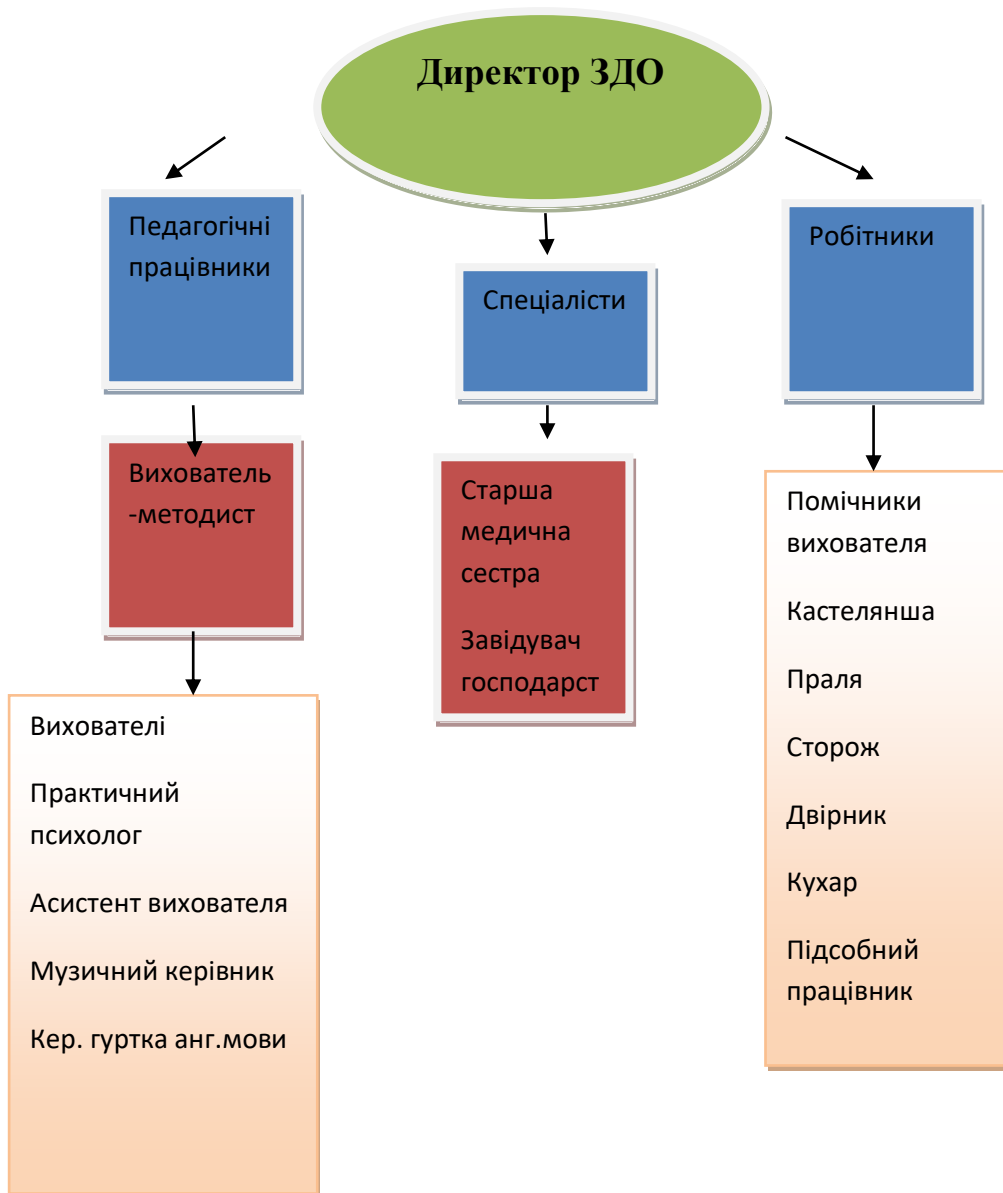 Директор ЗДО
Педагогічні
працівники
Спеціалісти
Робітники
Вихователь
-методист
Старша
медична
сестра
Завідувач
господарст
Вихователі
Практичний
психолог
Асистент вихователя
Музичний керівник
Кер. гуртка анг.мови
Помічники
вихователя
Кастелянша
Праля
Сторож
Двірник
Кухар
Підсобний
працівник